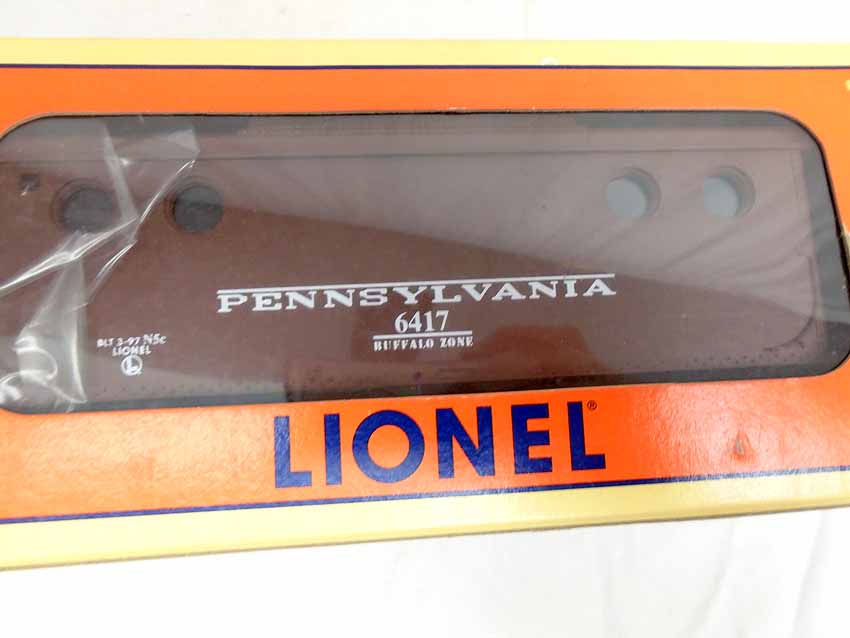 PENNSYLVANIA
6417
BUFFALO ZONE
BLT 3-97 N5c
LIONEL
L
LIONEL®